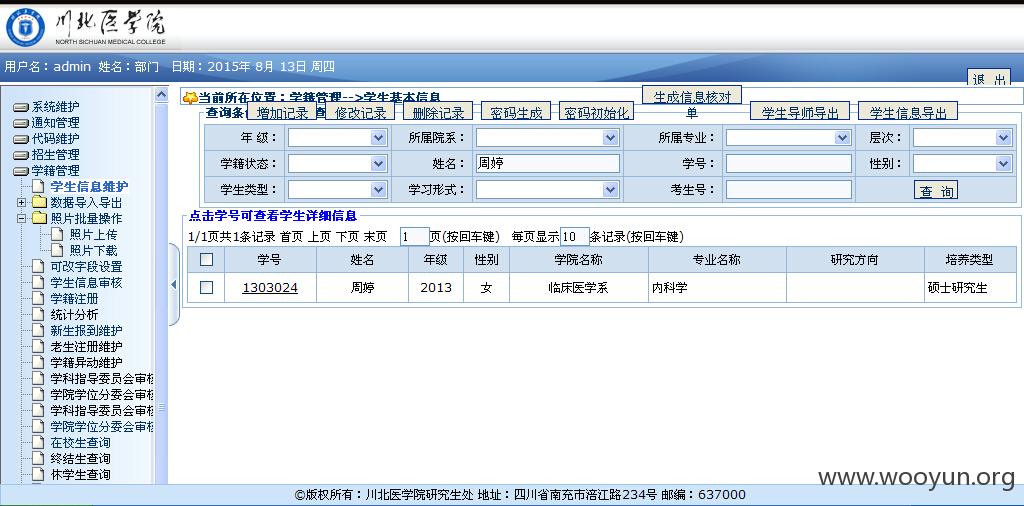 川北医学院
NORTH SICHUAN MEDICAL COLLEGE
用户名：admin 姓名：部门 日期：2015年 8月 13日 周四
退 出
系统维护
通知管理
代码维护
招生管理
学籍管理
学生信息维护
数据导入导出
照片批量操作
照片上传
照片下载
可改字段设置
学生信息审核
学籍注册
统计分析
新生报到维护
老生注册维护
学籍异动维护
学科指导委员会审核
学院学位分委会审核
学科指导委员会审核
学院学位分委会审核
在校生查询
终结生查询
休学生查询
当前所在位置：学籍管理-->学生基本信息
查询条 增加记录 修改记录 删除记录 密码生成 密码初始化 生成信息核对单 学生导师导出 学生信息导出
年 级： 所属院系： 所属专业： 层次：
学籍状态： 姓名： 周婷 学号： 性别：
学生类型： 学习形式： 考生号： 查 询
点击学号可查看学生详细信息
1/1页共1条记录 首页 上页 下页 末页 1 页(按回车键) 每页显示 10 条记录(按回车键)
学号 姓名 年级 性别 学院名称 专业名称 研究方向 培养类型
1303024 周婷 2013 女 临床医学系 内科学 硕士研究生
www.wooyun.org
©版权所有：川北医学院研究生处 地址：四川省南充市涪江路234号 邮编：637000